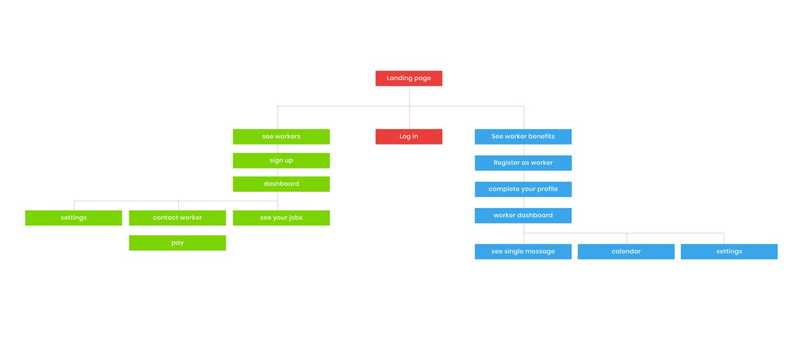 Landing page
see workers
Log in
See worker benefits
sign up
Register as worker
dashboard
complete your profile
worker dashboard
settings
contact worker
see your jobs
pay
see single message
calendar
settings